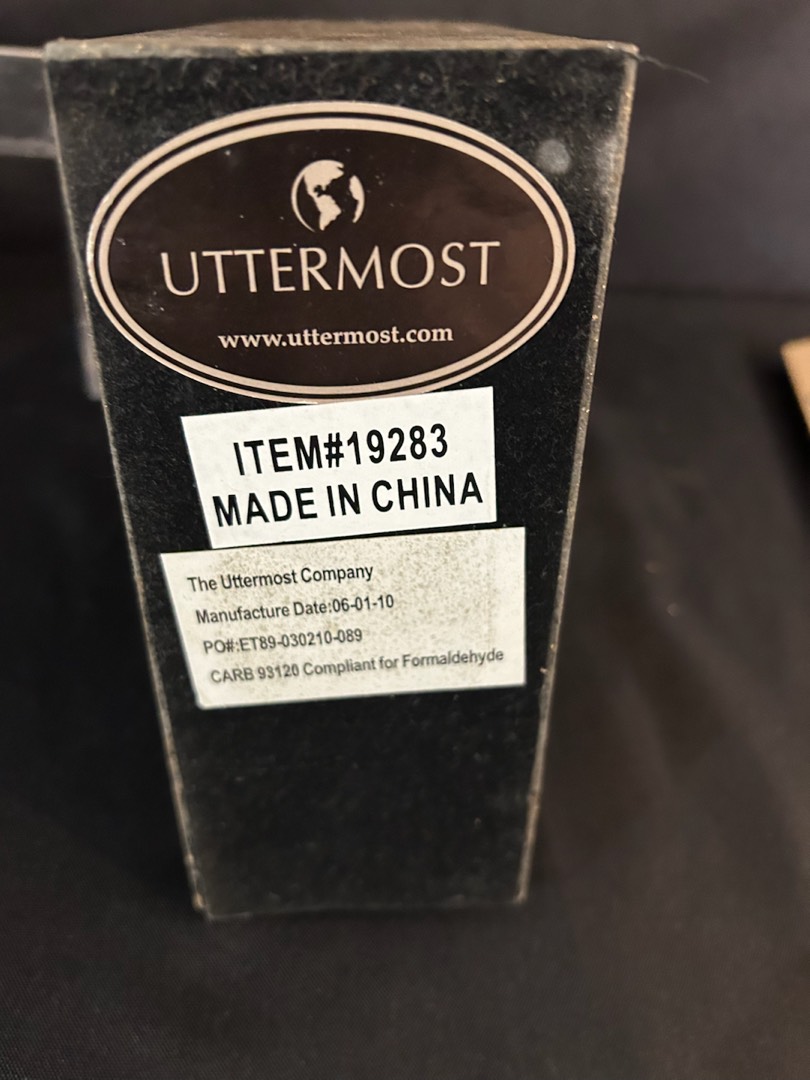 UTTERMOST
www.uttermost.com
ITEM#19283
MADE IN CHINA
The Uttermost Company
Manufacture Date:06-01-10
PO#:ET89-030210-089
CARB 93120 Compliant for Formaldehyde